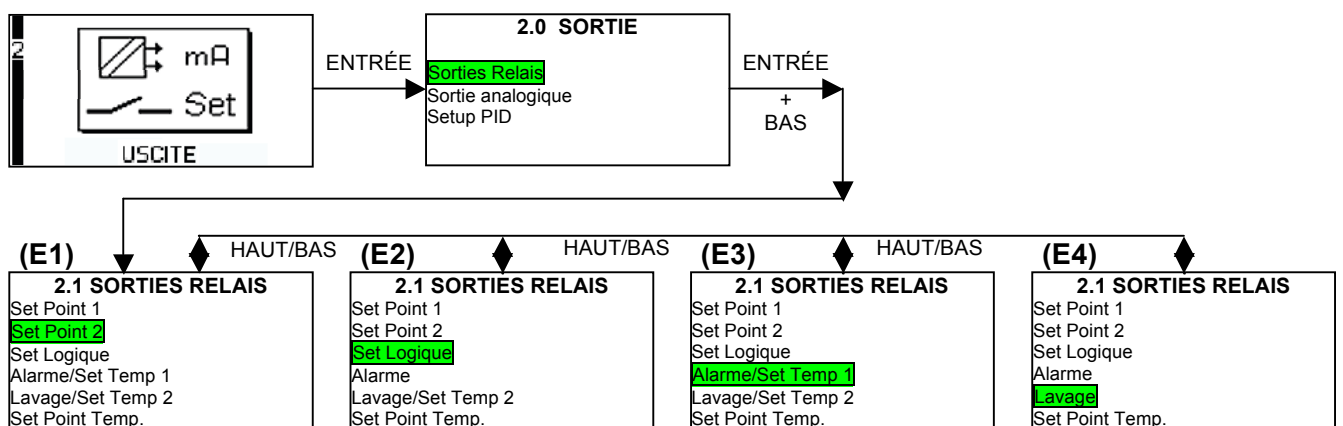 2
mA
Set
USCITE
ENTRÉE
2.0 SORTIE
Sorties Relais
Sortie analogique
Setup PID
ENTRÉE
+
BAS
(E1)
HAUT/BAS
(E2)
HAUT/BAS
(E3)
HAUT/BAS
(E4)
2.1 SORTIES RELAIS
Set Point 1
Set Point 2
Set Logique
Alarme/Set Temp 1
Lavage/Set Temp 2
Set Point Temp.
2.1 SORTIES RELAIS
Set Point 1
Set Point 2
Set Logique
Alarme
Lavage/Set Temp 2
Set Point Temp.
2.1 SORTIES RELAIS
Set Point 1
Set Point 2
Set Logique
Alarme/Set Temp 1
Lavage/Set Temp 2
Set Point Temp.
2.1 SORTIES RELAIS
Set Point 1
Set Point 2
Set Logique
Alarme
Lavage
Set Point Temp.